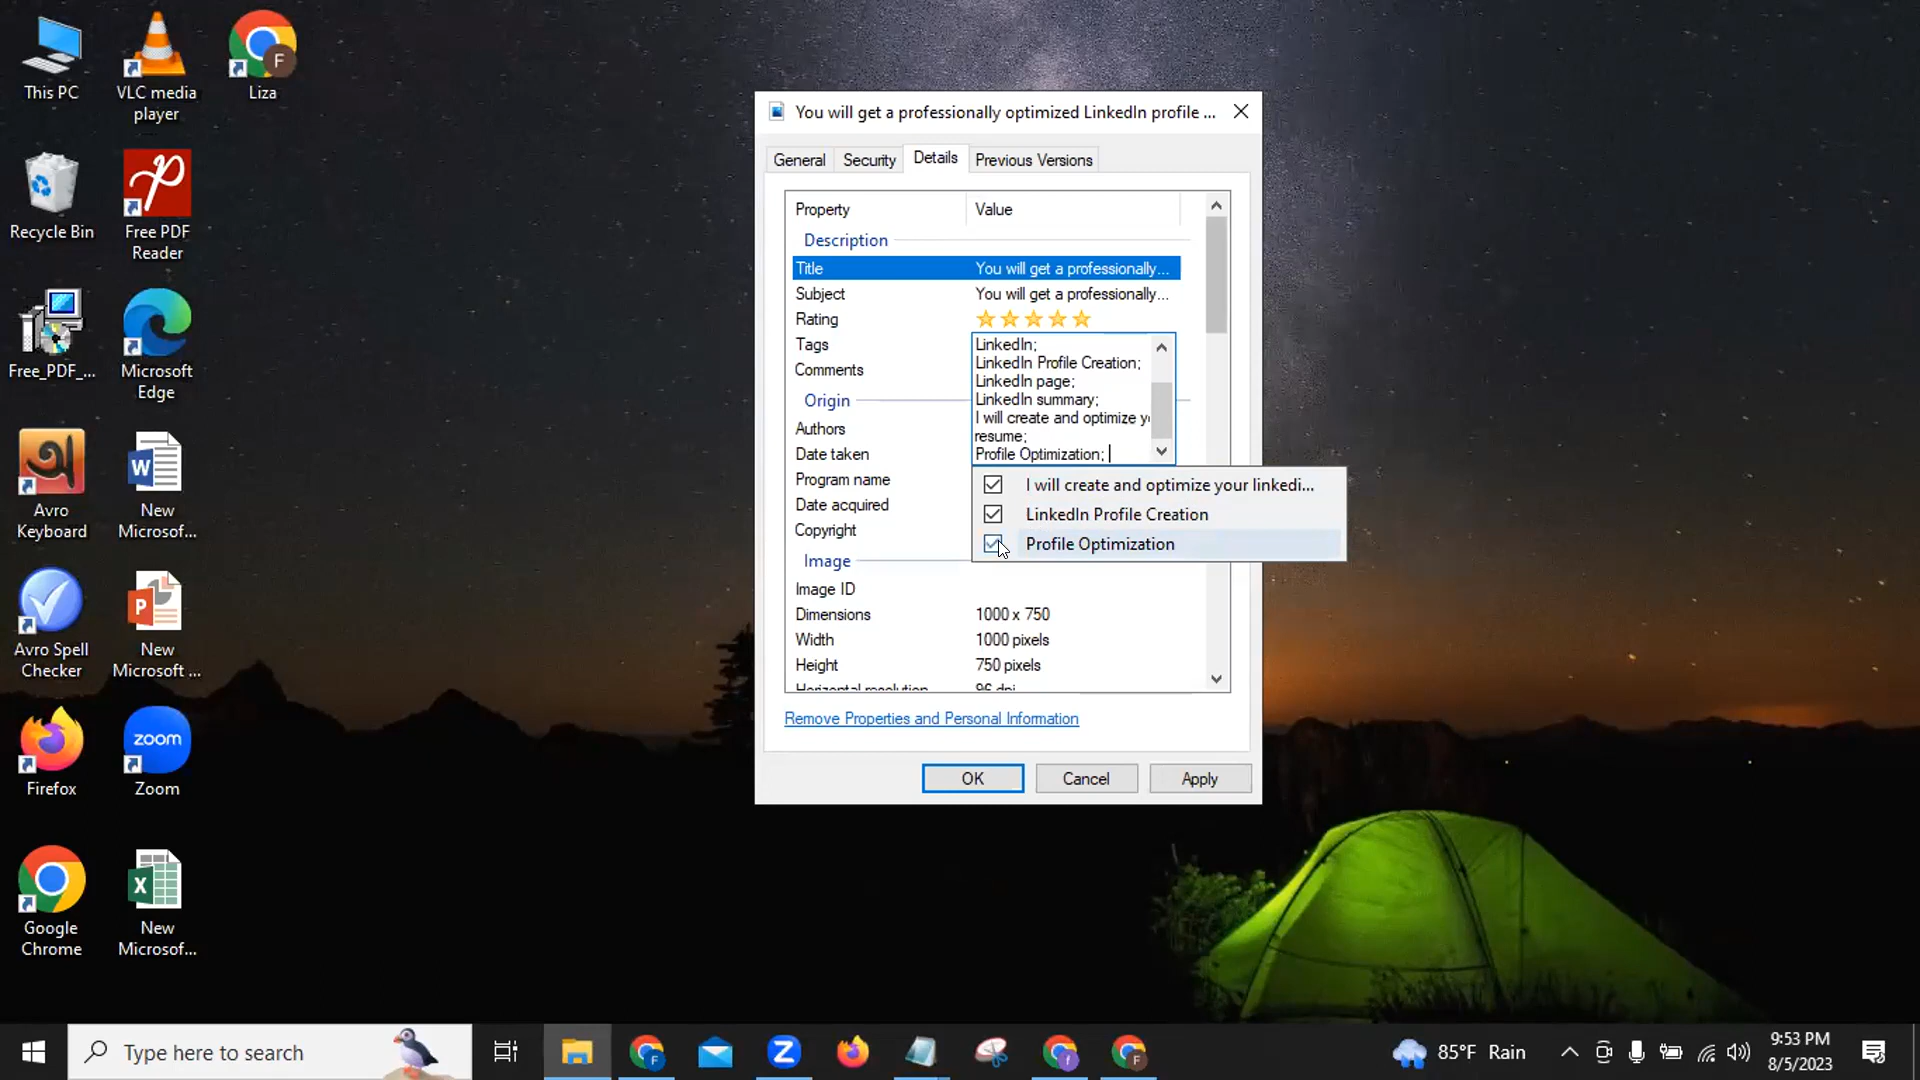 This PC
VLC media
player
Liza
F
Recycle Bin
Free PDF
Reader
Free_PDF_...
Microsoft
Edge
Avro
Keyboard
New
Microsof...
Avro Spell
Checker
New
Microsoft ...
Firefox
zoom
Zoom
Google
Chrome
New
Microsof...
You will get a professionally optimized LinkedIn profile ...
General
Security
Details
Previous Versions
Property
Value
Description
Title
You will get a professionally...
Subject
You will get a professionally...
Rating
Tags
LinkedIn;
LinkedIn Profile Creation;
LinkedIn page;
LinkedIn summary;
I will create and optimize y
resume;
Profile Optimization;
Comments
Origin
Authors
Date taken
Program name
Date acquired
Copyright
I will create and optimize your linkedi...
LinkedIn Profile Creation
Profile Optimization
Image
Image ID
Dimensions
1000 x 750
Width
1000 pixels
Height
750 pixels
Horizontal resolution
96 dpi
Remove Properties and Personal Information
OK
Cancel
Apply
Type here to search
85°F Rain
9:53 PM
8/5/2023